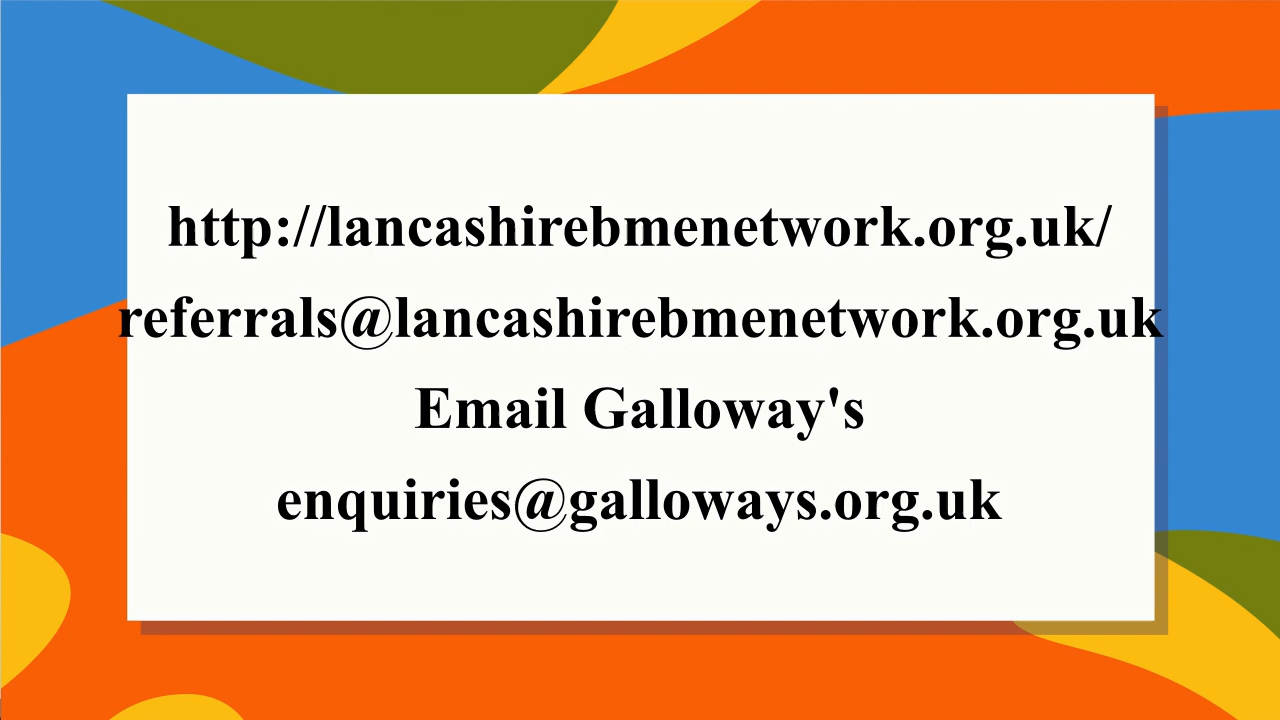 http://lancashirebmenetwork.org.uk/
referrals@lancashirebmenetwork.org.uk
Email Galloway's
enquiries@galloways.org.uk